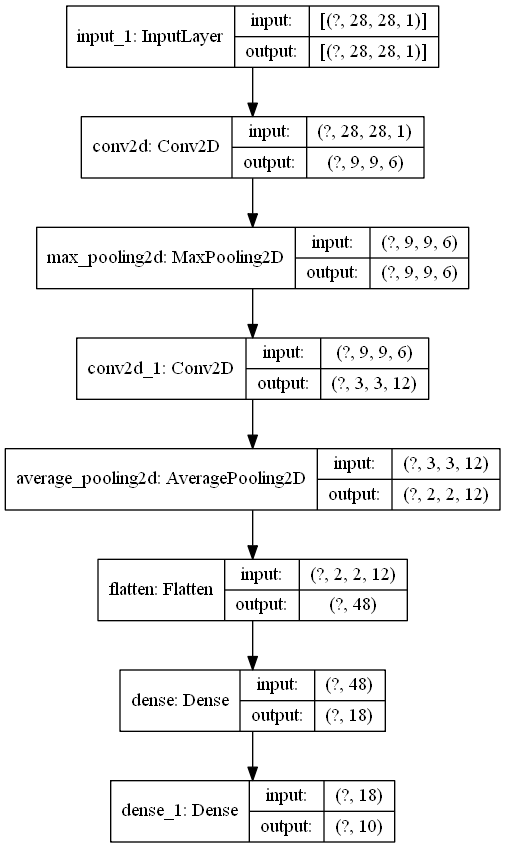 input_1: InputLayer
input: [(?, 28, 28, 1)]
output: [(?, 28, 28, 1)]
conv2d: Conv2D
input: (?, 28, 28, 1)
output: (?, 9, 9, 6)
max_pooling2d: MaxPooling2D
input: (?, 9, 9, 6)
output: (?, 9, 9, 6)
conv2d_1: Conv2D
input: (?, 9, 9, 6)
output: (?, 3, 3, 12)
average_pooling2d: AveragePooling2D
input: (?, 3, 3, 12)
output: (?, 2, 2, 12)
flatten: Flatten
input: (?, 2, 2, 12)
output: (?, 48)
dense: Dense
input: (?, 48)
output: (?, 18)
dense_1: Dense
input: (?, 18)
output: (?, 10)